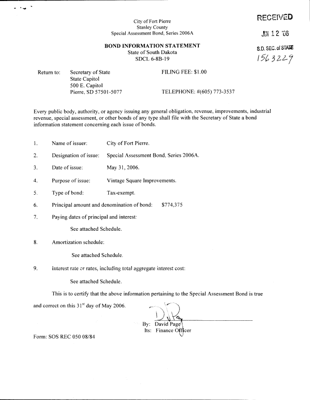 City of Fort Pierre
Stanley County
Special Assessment Bond, Series 2006A
RECEIVED
JUN 12 '06
S.D. SEC. of STATE
1563227
BOND INFORMATION STATEMENT
State of South Dakota
SDCL 6-8B-19
Return to: Secretary of State FILING FEE: $1.00
State Capitol
500 E. Capitol
Pierre, SD 57501-5077 TELEPHONE: #(605) 773-3537
Every public body, authority, or agency issuing any general obligation, revenue, improvements, industrial
revenue, special assessment, or other bonds of any type shall file with the Secretary of State a bond
information statement concerning each issue of bonds.
1. Name of issuer: City of Fort Pierre.
2. Designation of issue: Special Assessment Bond, Series 2006A.
3. Date of issue: May 31, 2006.
4. Purpose of issue: Vintage Square Improvements.
5. Type of bond: Tax-exempt.
6. Principal amount and denomination of bond: $774,375
7. Paying dates of principal and interest:
See attached Schedule.
8. Amortization schedule:
See attached Schedule.
9. Interest rate or rates, including total aggregate interest cost:
See attached Schedule.
This is to certify that the above information pertaining to the Special Assessment Bond is true
and correct on this 31st day of May 2006.
By: David Page
Its: Finance Officer
Form: SOS REC 050 08/84